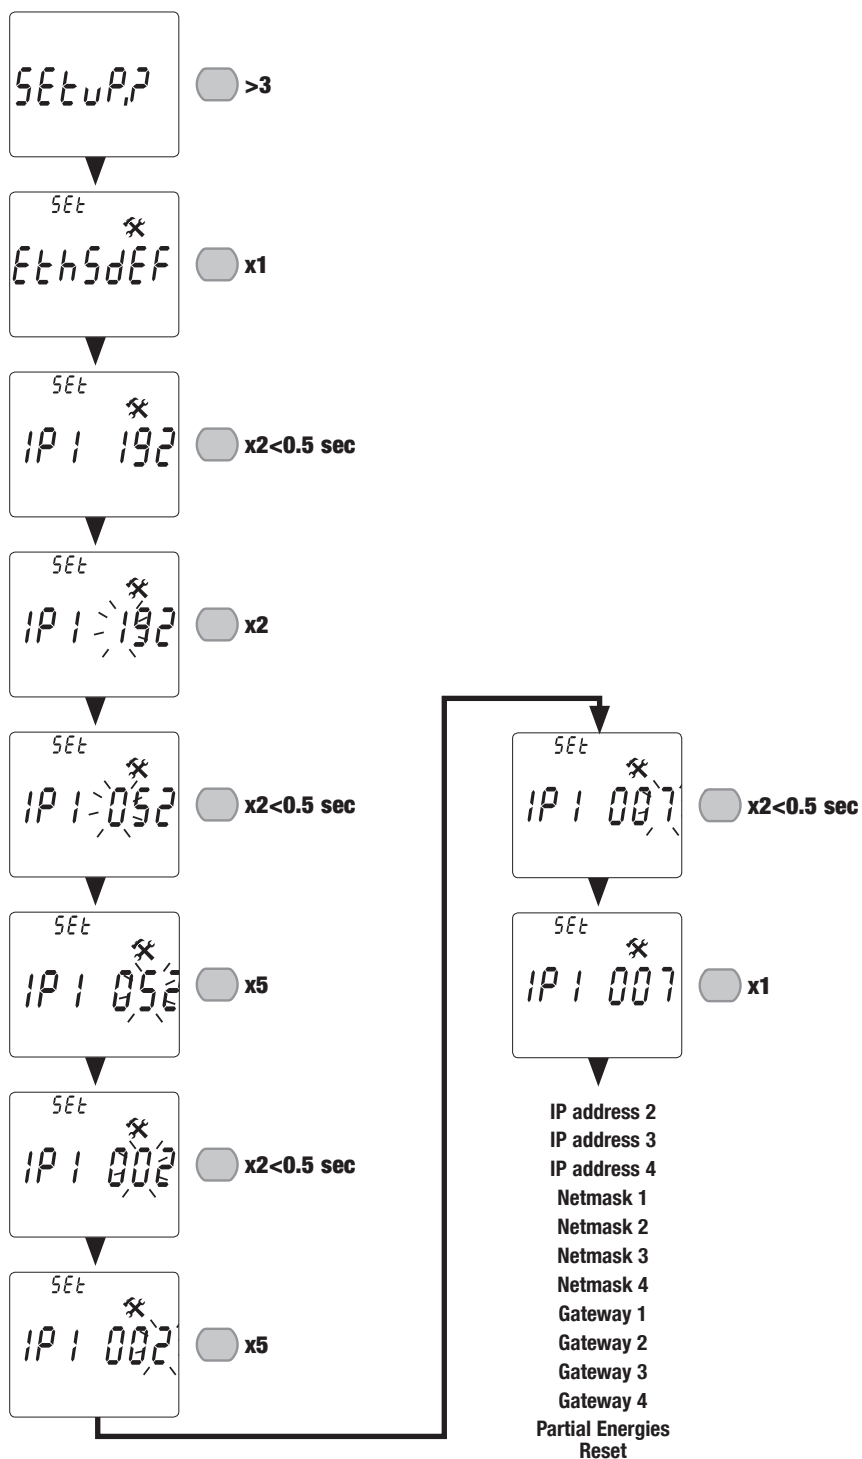 SEtuP,?
>3
SEt
EthSdEF
x1
SEt
IP1 192
x2<0.5 sec
SEt
IP1 192
x2
SEt
IP1 052
x2<0.5 sec
SEt
IP1 052
x5
SEt
IP1 002
x2<0.5 sec
SEt
IP1 002
x5
SEt
IP1 007
x2<0.5 sec
SEt
IP1 007
x1
IP address 2
IP address 3
IP address 4
Netmask 1
Netmask 2
Netmask 3
Netmask 4
Gateway 1
Gateway 2
Gateway 3
Gateway 4
Partial Energies
Reset